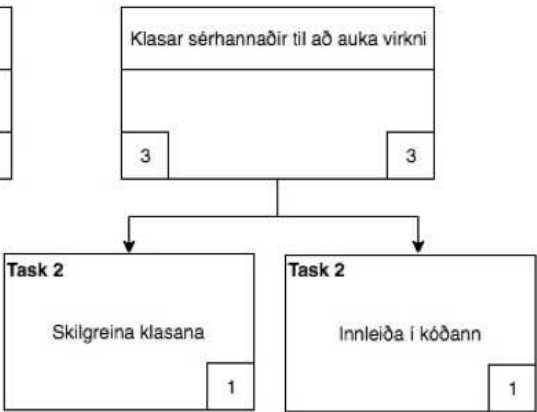 Klasar sérhannaðir til að auka virkni
3
3
Task 2
Skilgreina klasana
1
Task 2
Innleiða í kóðann
1